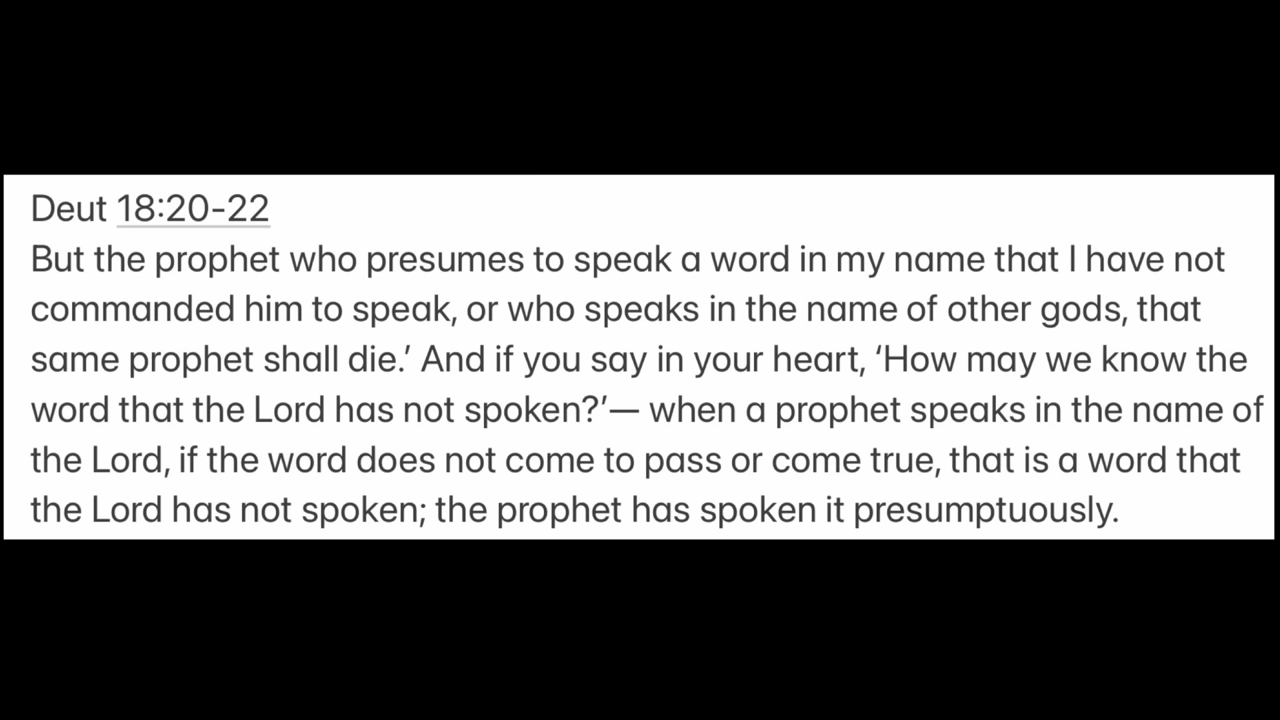 Deut 18:20-22
But the prophet who presumes to speak a word in my name that I have not
commanded him to speak, or who speaks in the name of other gods, that
same prophet shall die.’ And if you say in your heart, ‘How may we know the
word that the Lord has not spoken?’— when a prophet speaks in the name of
the Lord, if the word does not come to pass or come true, that is a word that
the Lord has not spoken; the prophet has spoken it presumptuously.